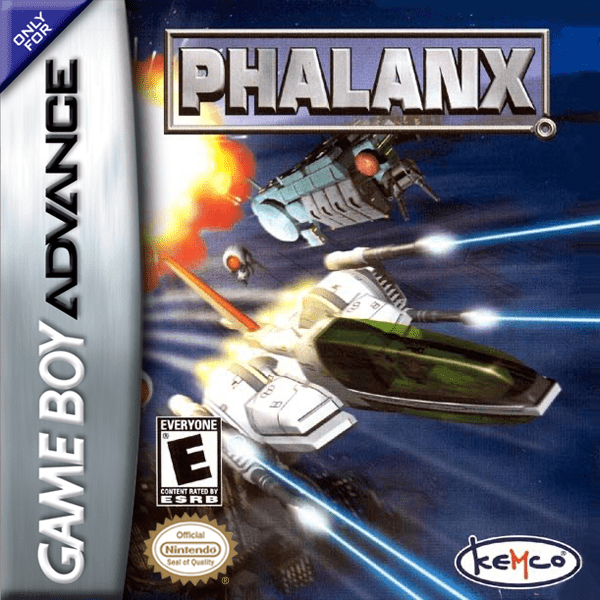 ONLY
FOR
GAME BOY ADVANCE
PHALANX
EVERYONE
E
®
CONTENT RATED BY
ESRB
Official
Nintendo
Seal of Quality
®
KEMCO